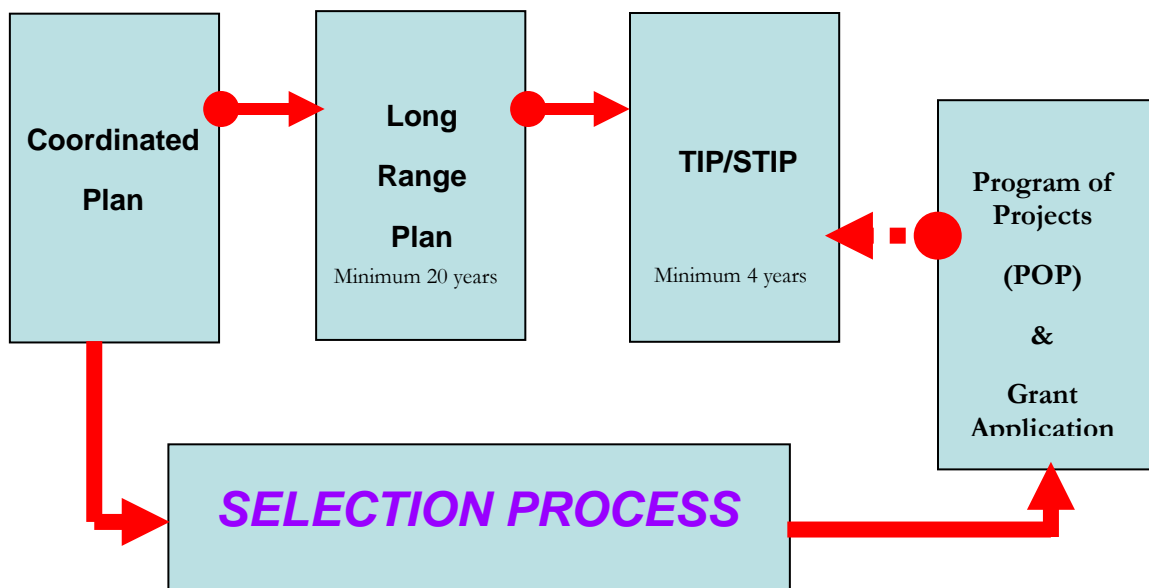 Coordinated
Plan
Long
Range
Plan
Minimum 20 years
TIP/STIP
Minimum 4 years
Program of
Projects
(POP)
&
Grant
Application
SELECTION PROCESS